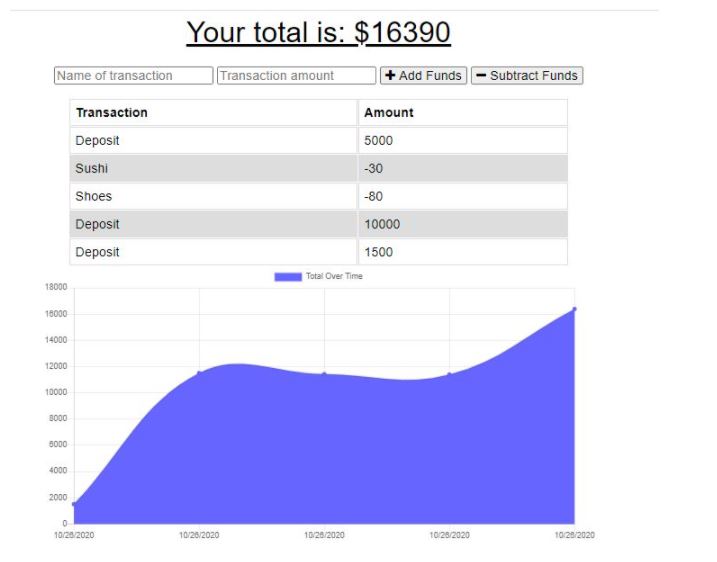 Your total is: $16390
Name of transaction Transaction amount + Add Funds − Subtract Funds
Transaction Amount
Deposit 5000
Sushi -30
Shoes -80
Deposit 10000
Deposit 1500
Total Over Time
18000
16000
14000
12000
10000
8000
6000
4000
2000
0
10/26/2020 10/26/2020 10/26/2020 10/26/2020 10/26/2020